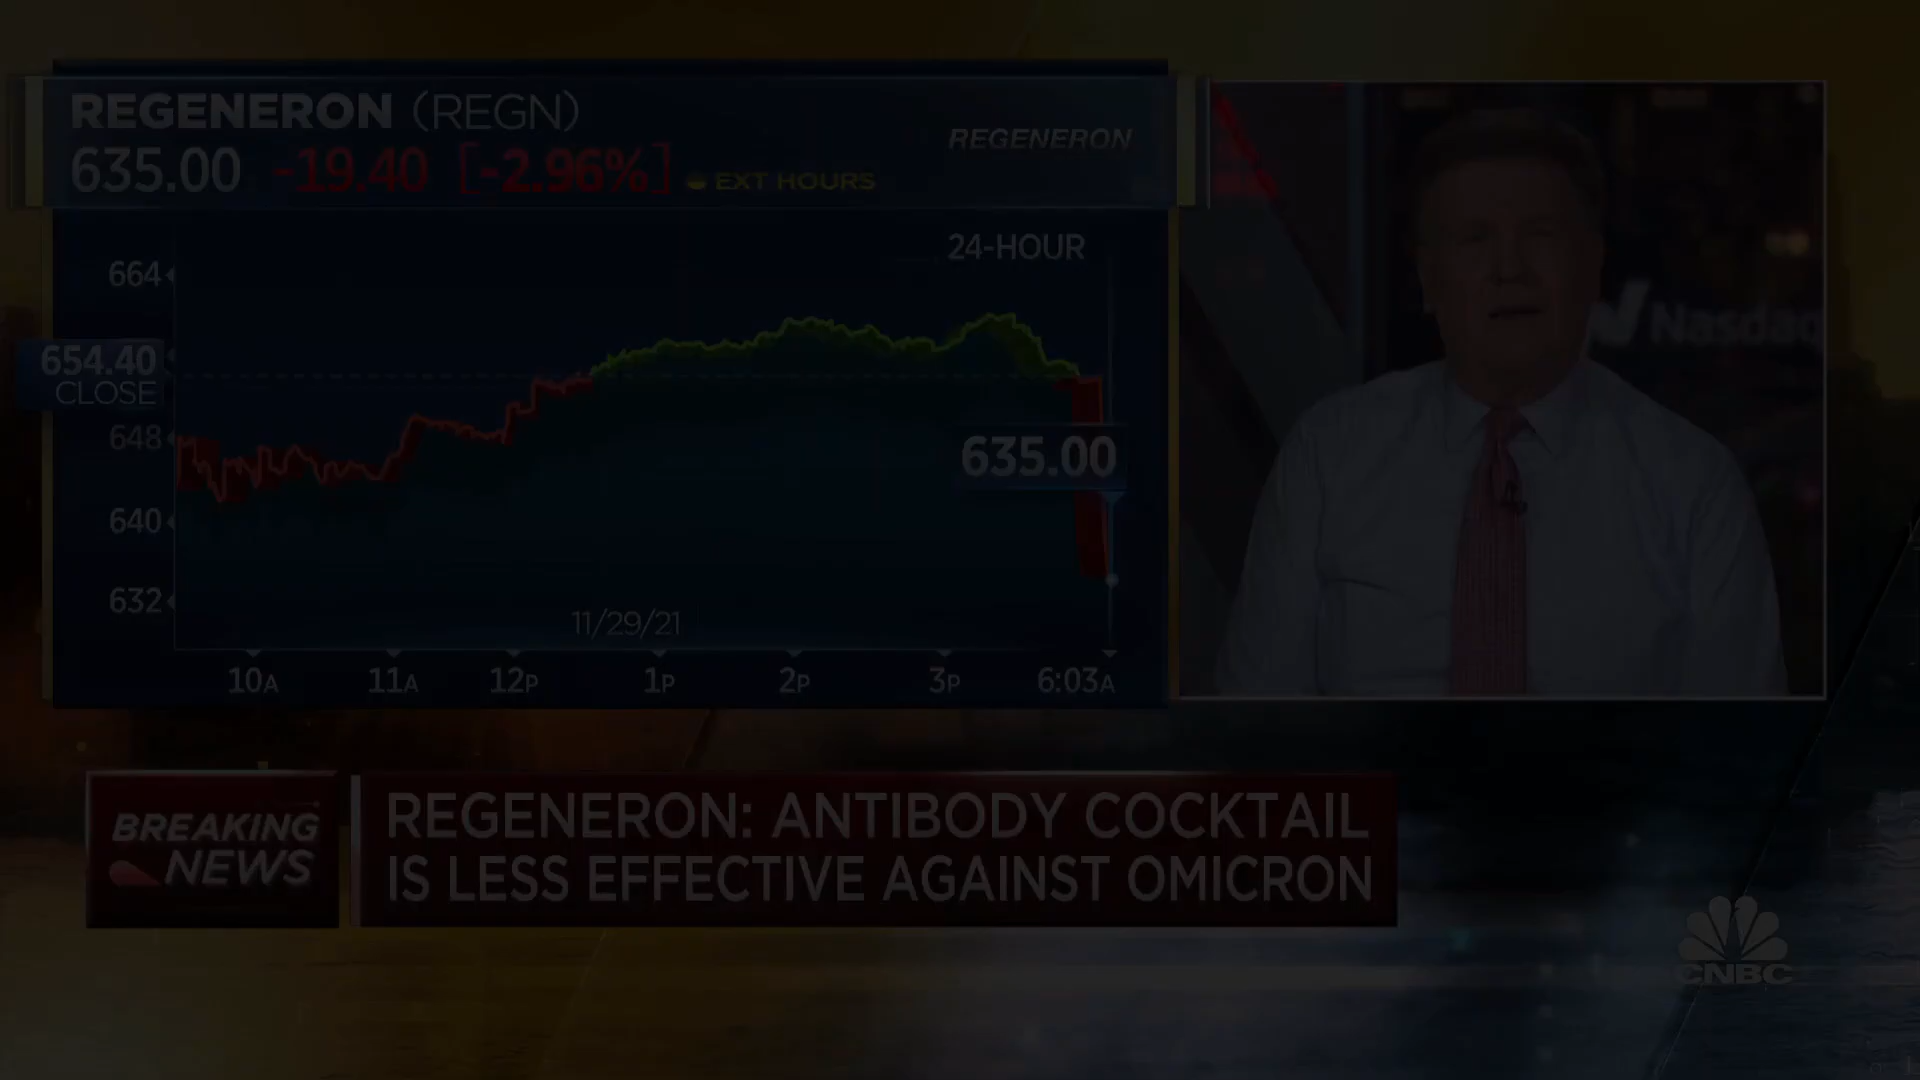 REGENERON (REGN)
635.00 -19.40 [-2.96%] EXT HOURS
REGENERON
24-HOUR
664
654.40
CLOSE
648
640
632
635.00
11/29/21
10A 11A 12P 1P 2P 3P 6:03A
Nasdaq
BREAKING
NEWS
REGENERON: ANTIBODY COCKTAIL
IS LESS EFFECTIVE AGAINST OMICRON
CNBC